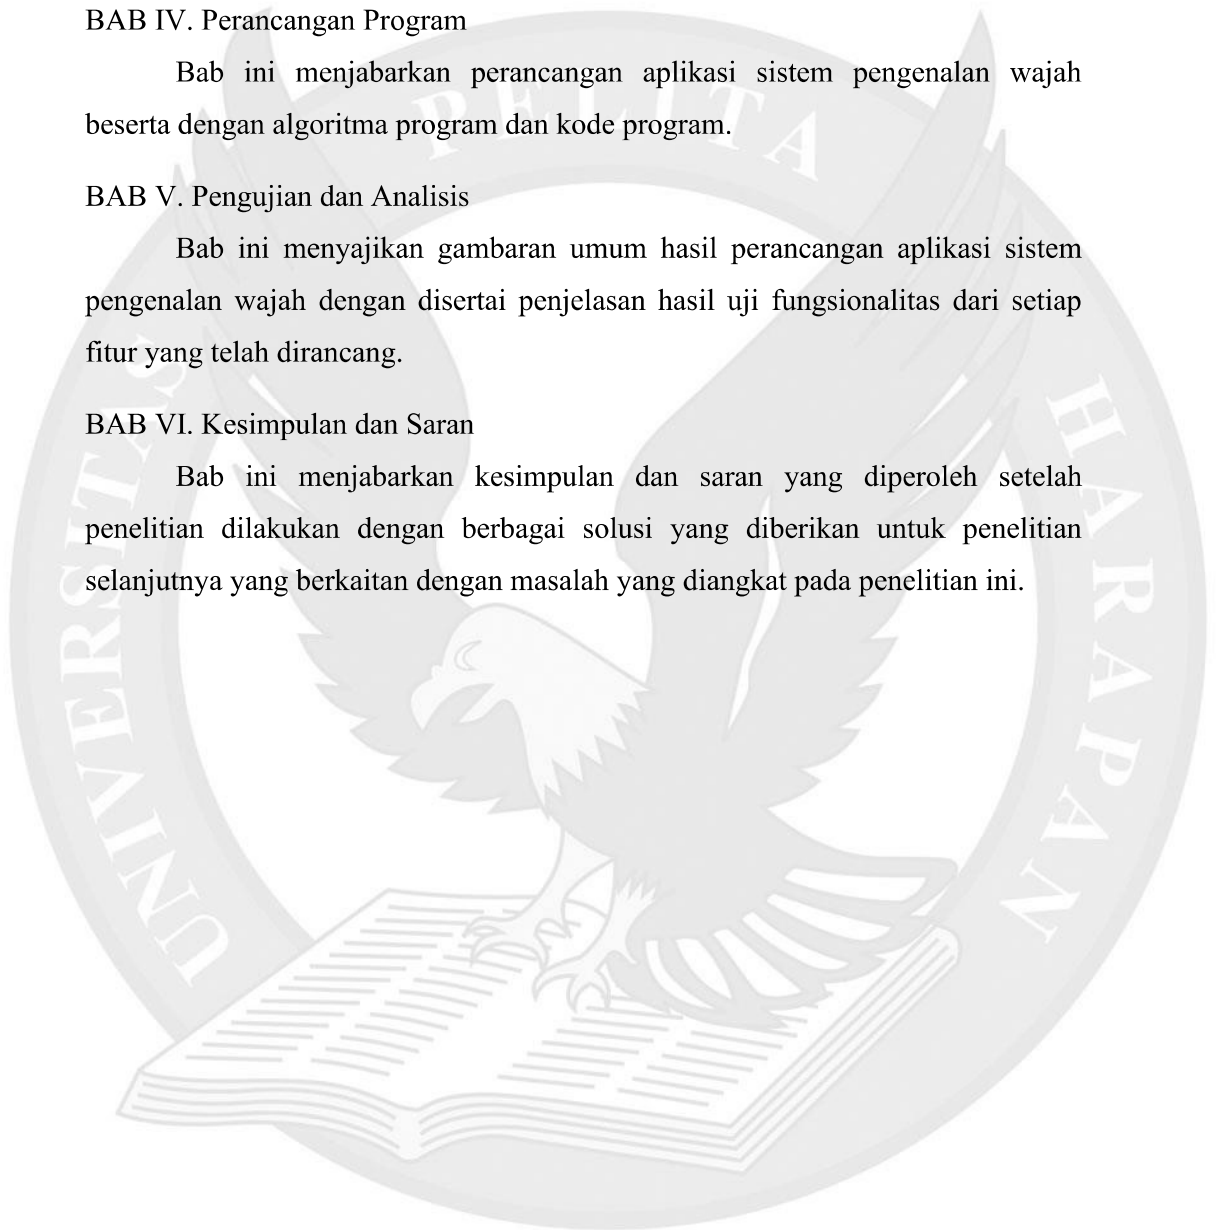 BAB IV. Perancangan Program
Bab ini menjabarkan perancangan aplikasi sistem pengenalan wajah
beserta dengan algoritma program dan kode program.
BAB V. Pengujian dan Analisis
Bab ini menyajikan gambaran umum hasil perancangan aplikasi sistem
pengenalan wajah dengan disertai penjelasan hasil uji fungsionalitas dari setiap
fitur yang telah dirancang.
BAB VI. Kesimpulan dan Saran
Bab ini menjabarkan kesimpulan dan saran yang diperoleh setelah
penelitian dilakukan dengan berbagai solusi yang diberikan untuk penelitian
selanjutnya yang berkaitan dengan masalah yang diangkat pada penelitian ini.
UNIVERSITAS PELITA HARAPAN